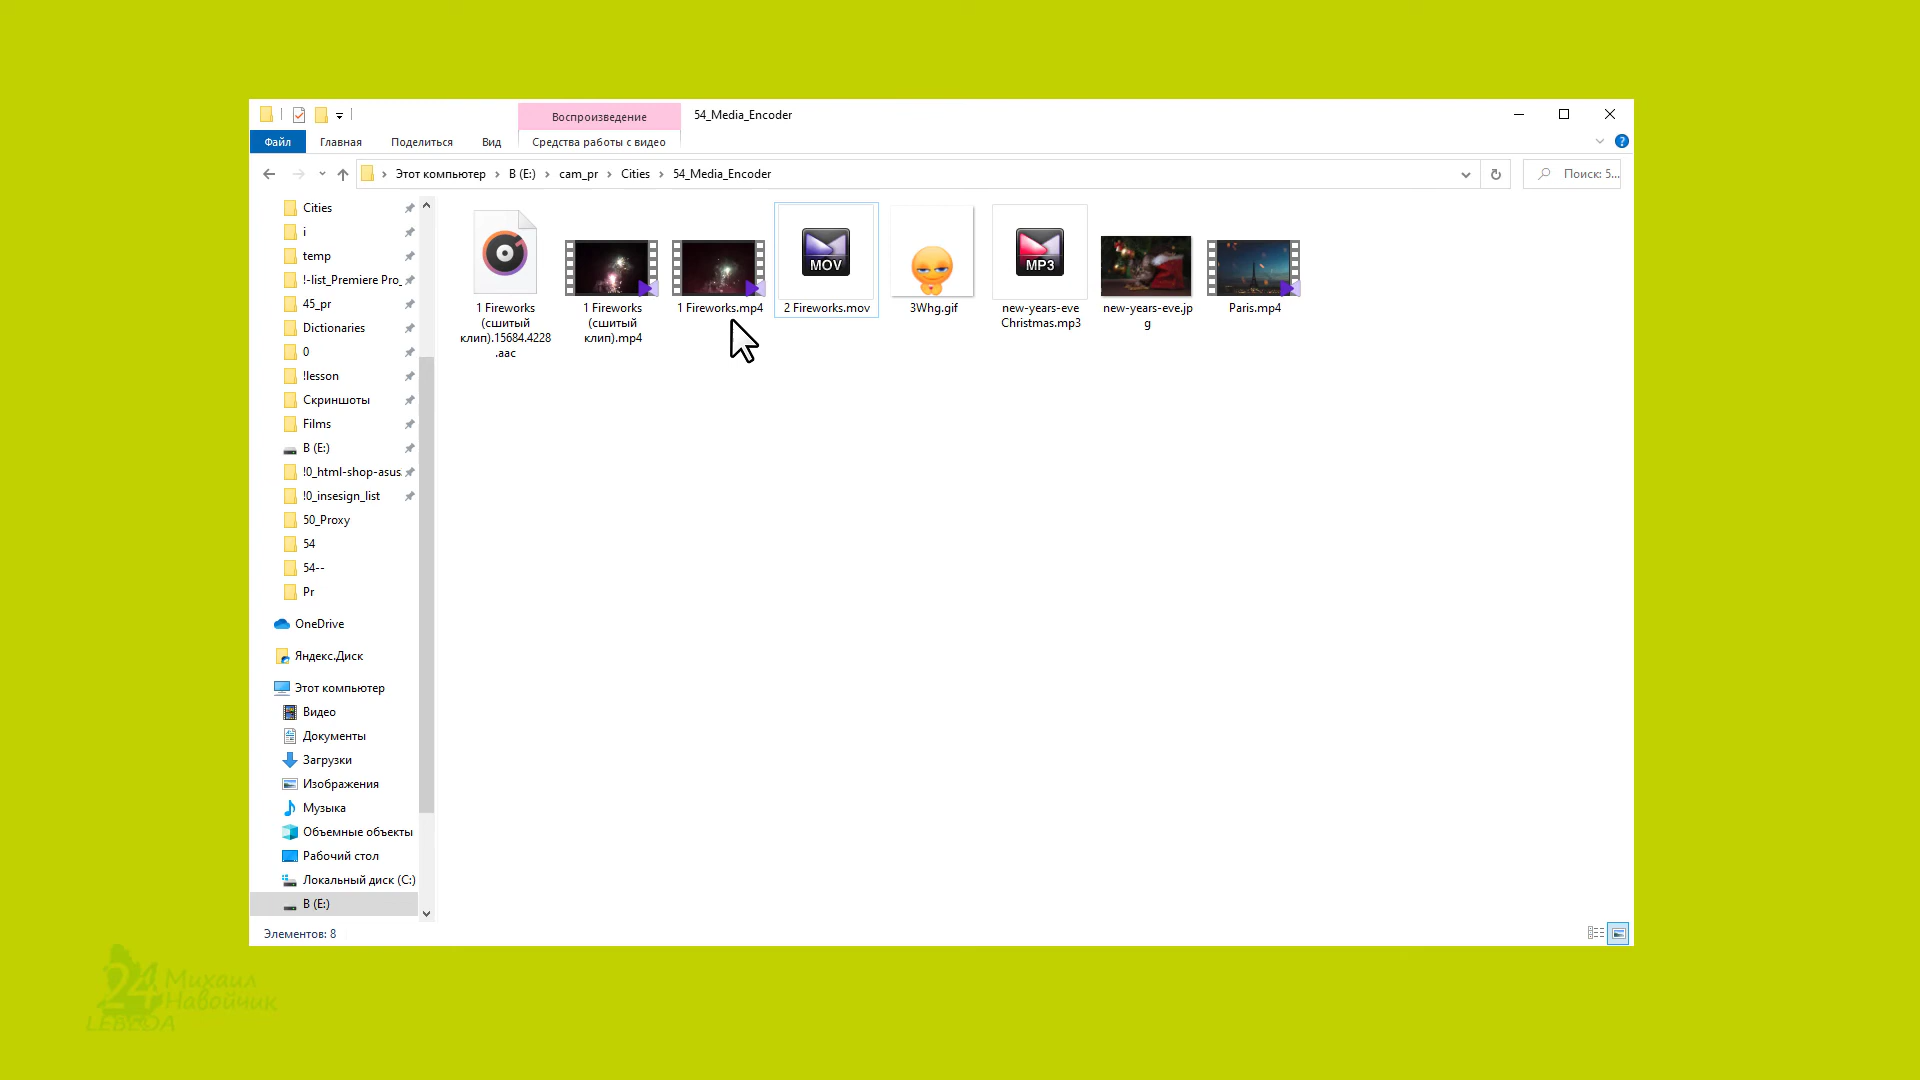 Воспроизведение
54_Media_Encoder
Файл
Главная
Поделиться
Вид
Средства работы с видео
Этот компьютер
B (E:)
cam_pr
Cities
54_Media_Encoder
Поиск: 5...
Cities
i
temp
!-list_Premiere Pro_
45_pr
Dictionaries
0
!lesson
Скриншоты
Films
B (E:)
!0_html-shop-asus.
!0_insesign_list
50_Proxy
54
54--
Pr
OneDrive
Яндекс.Диск
Этот компьютер
Видео
Документы
Загрузки
Изображения
Музыка
Объемные объекты
Рабочий стол
Локальный диск (C:)
B (E:)
1 Fireworks
(сшитый
клип).15684.4228
.aac
1 Fireworks
(сшитый
клип).mp4
1 Fireworks.mp4
MOV
2 Fireworks.mov
3Whg.gif
MP3
new-years-eve
Christmas.mp3
new-years-eve.jp
g
Paris.mp4
Элементов: 8
24
Михаил
Навойчик
LEBEDA